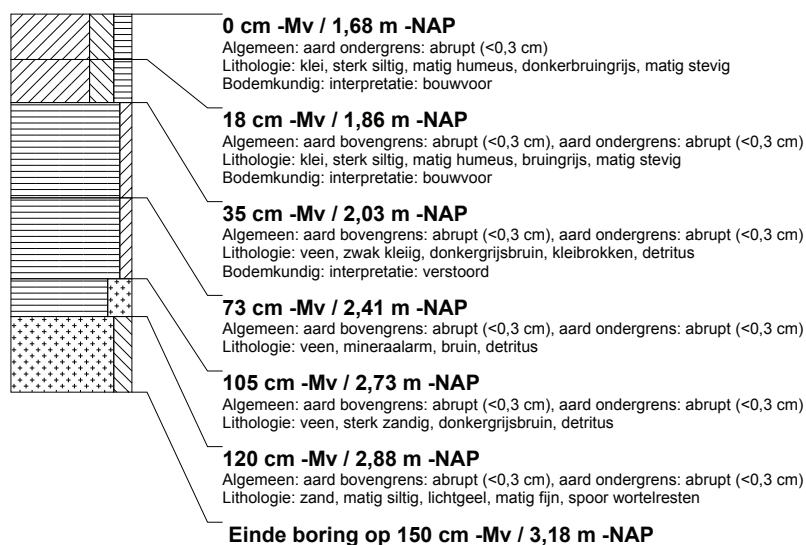 0 cm -Mv / 1,68 m -NAP
Algemeen: aard ondergrens: abrupt (<0,3 cm)
Lithologie: klei, sterk siltig, matig humeus, donkerbruingrijs, matig stevig
Bodemkundig: interpretatie: bouwvoor
18 cm -Mv / 1,86 m -NAP
Algemeen: aard bovengrens: abrupt (<0,3 cm), aard ondergrens: abrupt (<0,3 cm)
Lithologie: klei, sterk siltig, matig humeus, bruingrijs, matig stevig
Bodemkundig: interpretatie: bouwvoor
35 cm -Mv / 2,03 m -NAP
Algemeen: aard bovengrens: abrupt (<0,3 cm), aard ondergrens: abrupt (<0,3 cm)
Lithologie: veen, zwak kleiig, donkergrijsbruin, kleibrokken, detritus
Bodemkundig: interpretatie: verstoord
73 cm -Mv / 2,41 m -NAP
Algemeen: aard bovengrens: abrupt (<0,3 cm), aard ondergrens: abrupt (<0,3 cm)
Lithologie: veen, mineraalarm, bruin, detritus
105 cm -Mv / 2,73 m -NAP
Algemeen: aard bovengrens: abrupt (<0,3 cm), aard ondergrens: abrupt (<0,3 cm)
Lithologie: veen, sterk zandig, donkergrijsbruin, detritus
120 cm -Mv / 2,88 m -NAP
Algemeen: aard bovengrens: abrupt (<0,3 cm), aard ondergrens: abrupt (<0,3 cm)
Lithologie: zand, matig siltig, lichtgeel, matig fijn, spoor wortelresten
Einde boring op 150 cm -Mv / 3,18 m -NAP